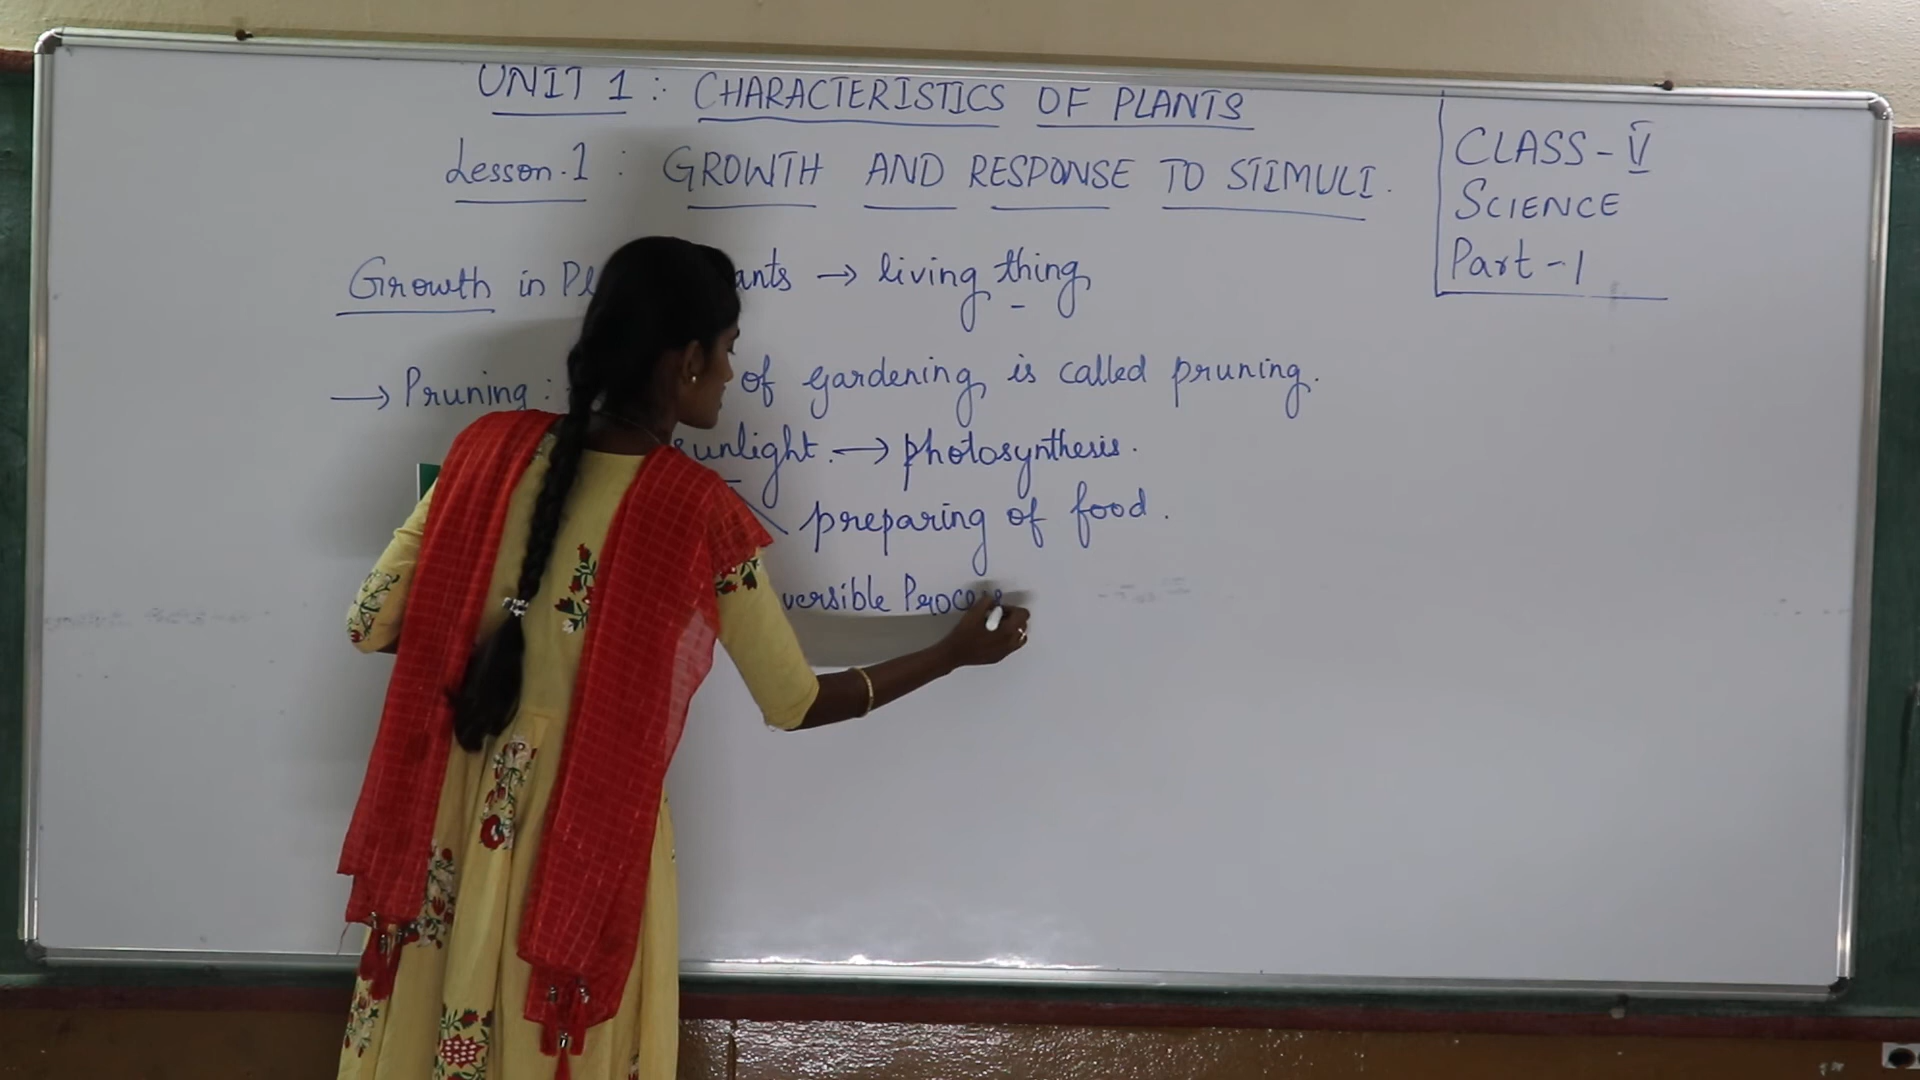 UNIT 1 : CHARACTERISTICS OF PLANTS
Lesson.1 : GROWTH AND RESPONSE TO STIMULI.
CLASS - V
SCIENCE
Part - 1
Growth in Pl ants → living thing
→ Pruning : of gardening is called pruning.
unlight. → photosynthesis.
preparing of food.
versible Process